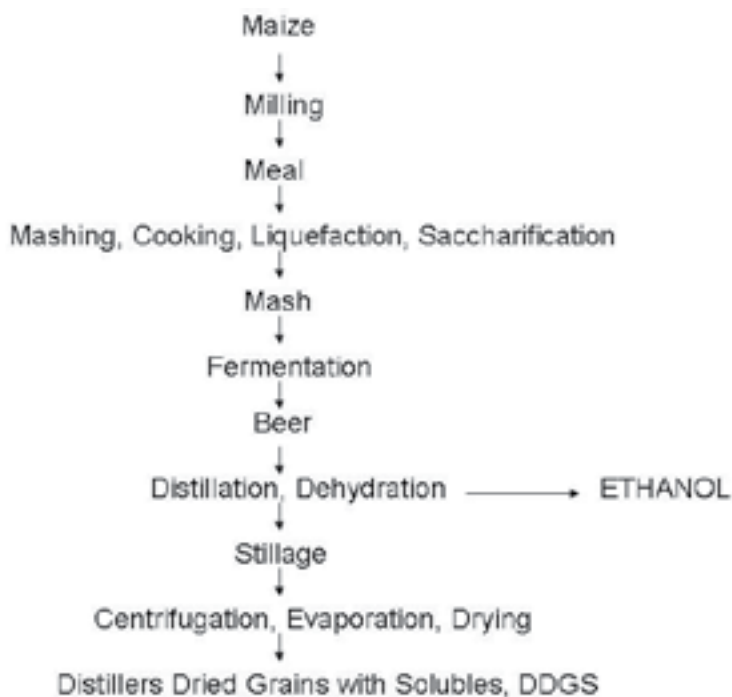 Maize
Milling
Meal
Mashing, Cooking, Liquefaction, Saccharification
Mash
Fermentation
Beer
Distillation, Dehydration ETHANOL
Stillage
Centrifugation, Evaporation, Drying
Distillers Dried Grains with Solubles, DDGS